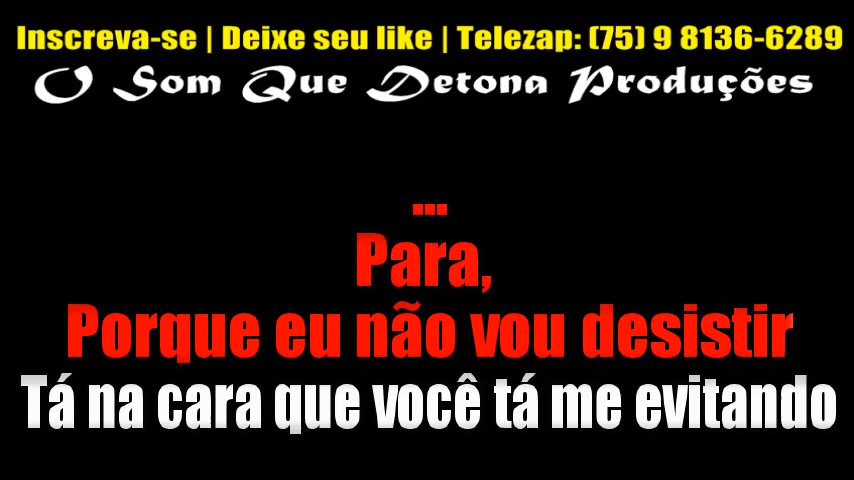 Inscreva-se | Deixe seu like | Telezap: (75) 9 8136-6289
O Som Que Detona Produções
...
Para,
Porque eu não vou desistir
Tá na cara que você tá me evitando